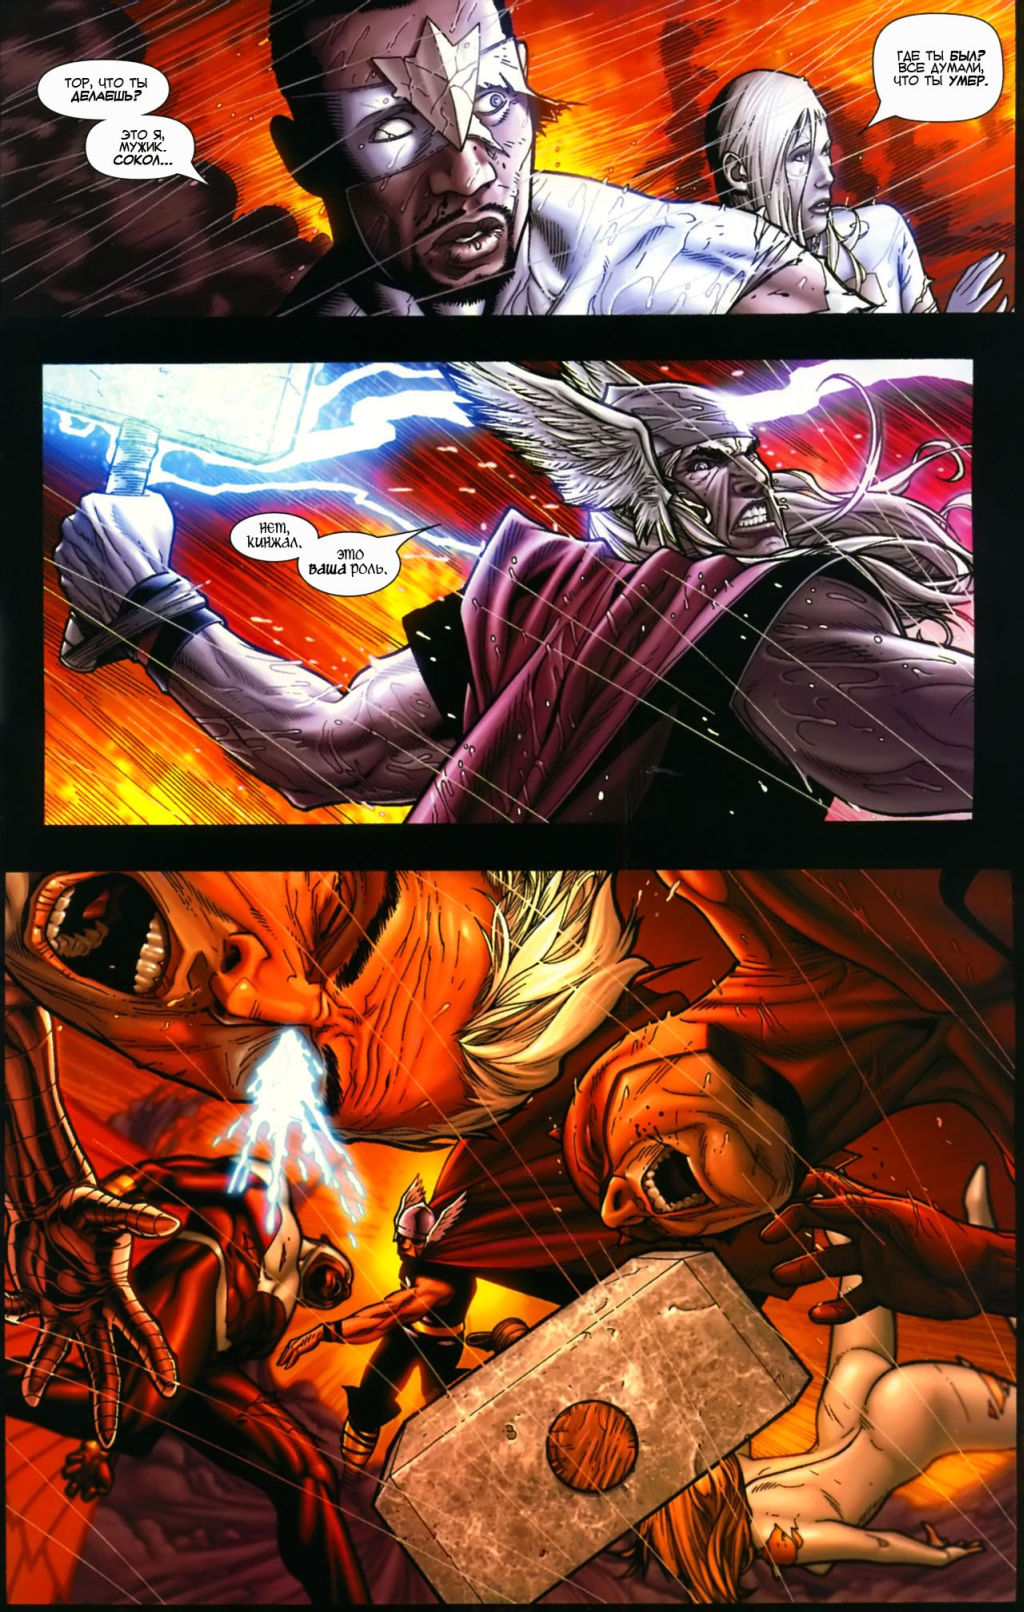 ТОР, ЧТО ТЫ
ДЕЛАЕШЬ?
ЭТО Я,
МУЖИК.
СОКОЛ...
ГДЕ ТЫ БЫЛ?
ВСЕ ДУМАЛИ,
ЧТО ТЫ УМЕР.
НЕТ,
КИНЖАЛ.
ЭТО
ВАША РОЛЬ.